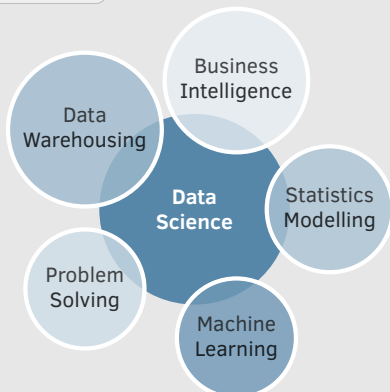 Business
Intelligence
Data
Warehousing
Data
Science
Statistics
Modelling
Problem
Solving
Machine
Learning